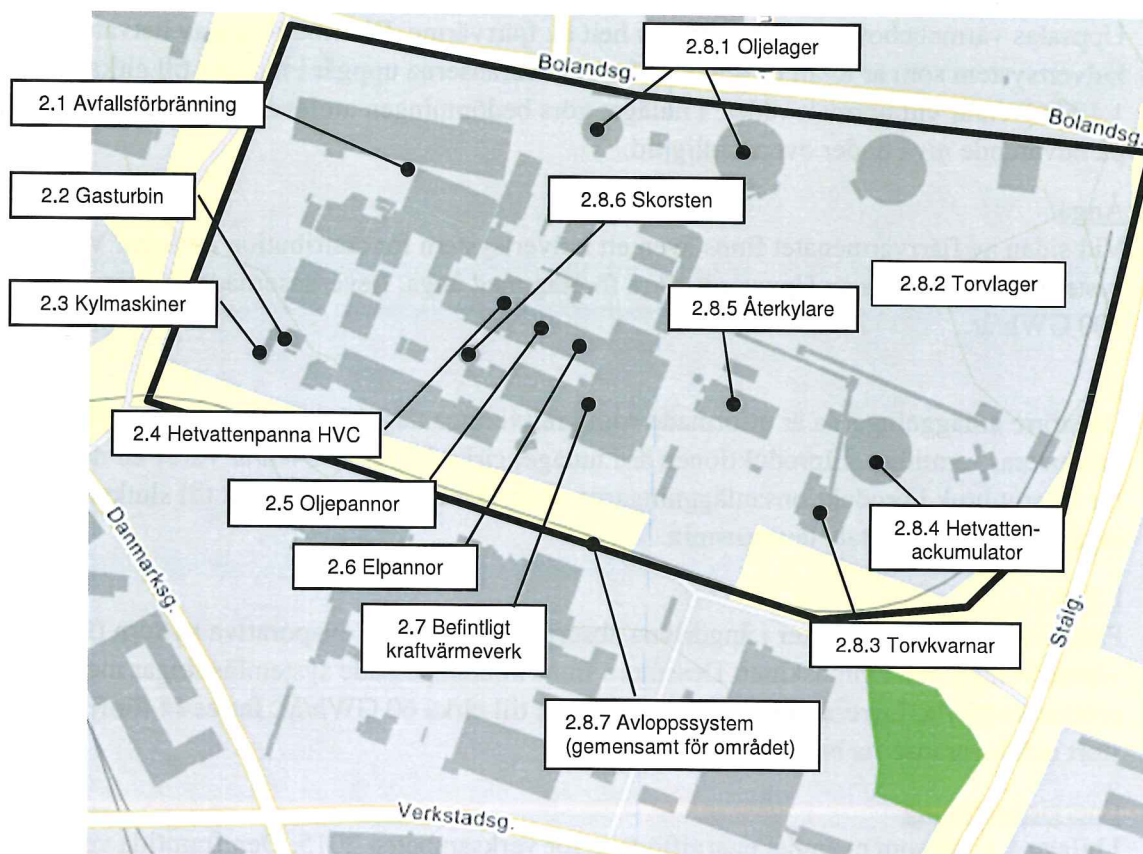 Bolandsg.
2.8.1 Oljelager
Bolandsg.
2.1 Avfallsförbränning
2.2 Gasturbin
2.8.6 Skorsten
2.3 Kylmaskiner
2.8.2 Torvlager
2.8.5 Återkylare
2.4 Hetvattenpanna HVC
2.5 Oljepannor
2.8.4 Hetvatten-
ackumulator
2.6 Elpannor
Danmarksg.
2.7 Befintligt
kraftvärmeverk
2.8.3 Torvkvarnar
Stålg.
2.8.7 Avloppssystem
(gemensamt för området)
Verkstadsg.